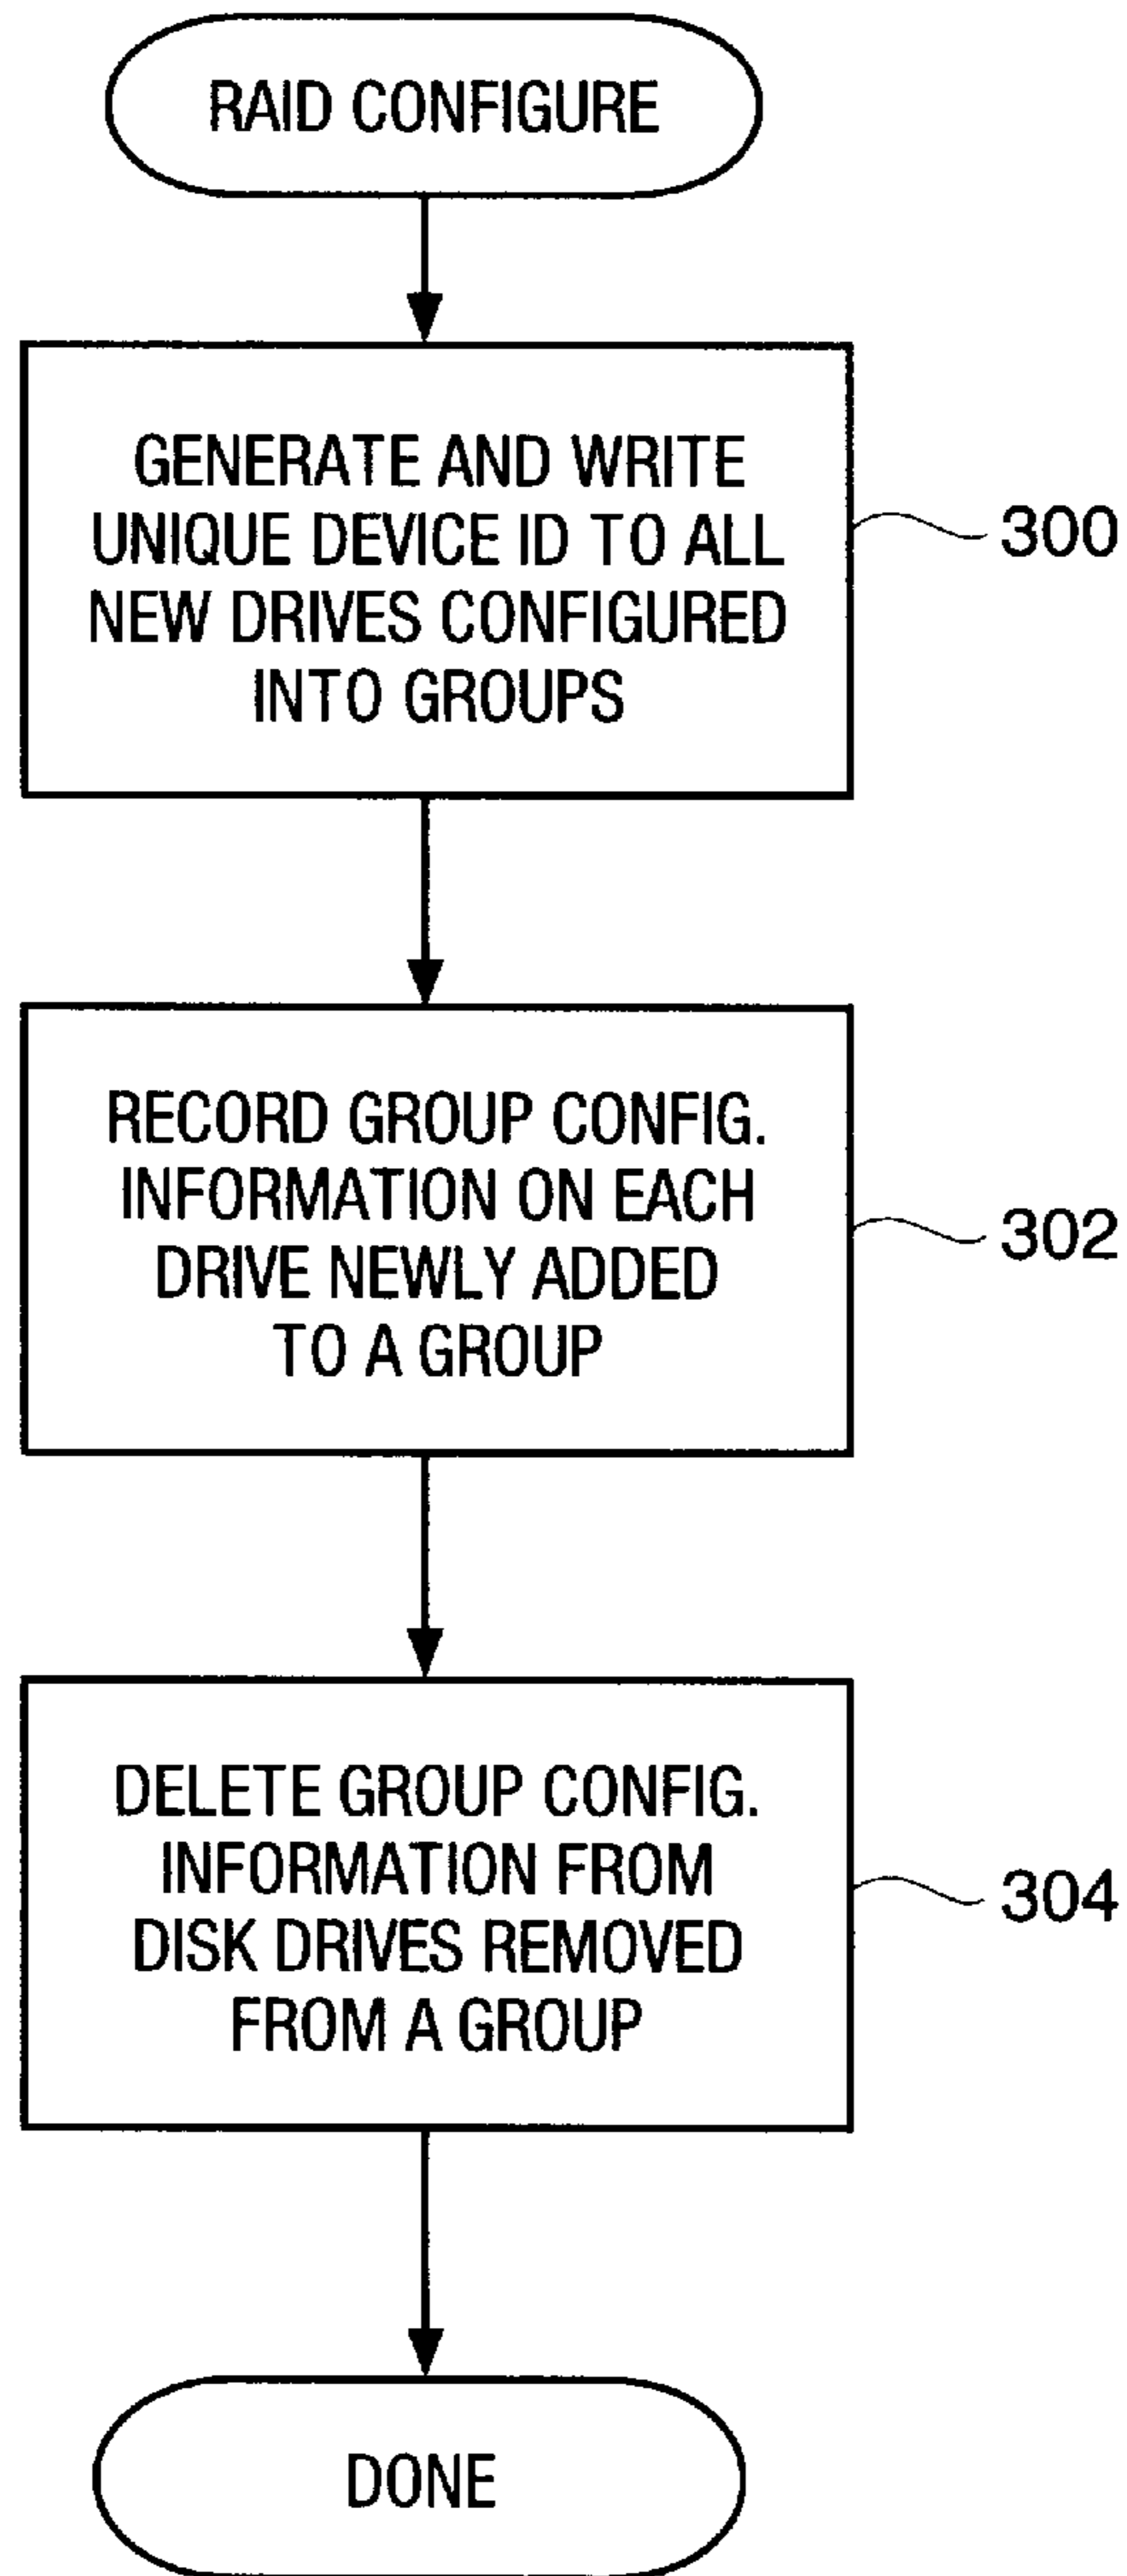 RAID CONFIGURE
GENERATE AND WRITE
UNIQUE DEVICE ID TO ALL
NEW DRIVES CONFIGURED
INTO GROUPS
300
RECORD GROUP CONFIG.
INFORMATION ON EACH
DRIVE NEWLY ADDED
TO A GROUP
302
DELETE GROUP CONFIG.
INFORMATION FROM
DISK DRIVES REMOVED
FROM A GROUP
304
DONE